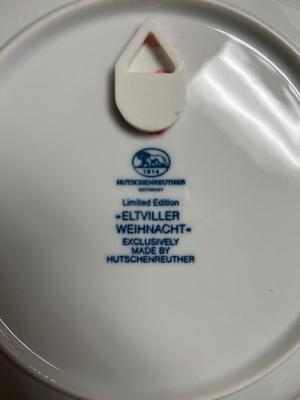 1814
HUTSCHENREUTHER
GERMANY
Limited Edition
»ELTVILLER
WEIHNACHT«
EXCLUSIVELY
MADE BY
HUTSCHENREUTHER